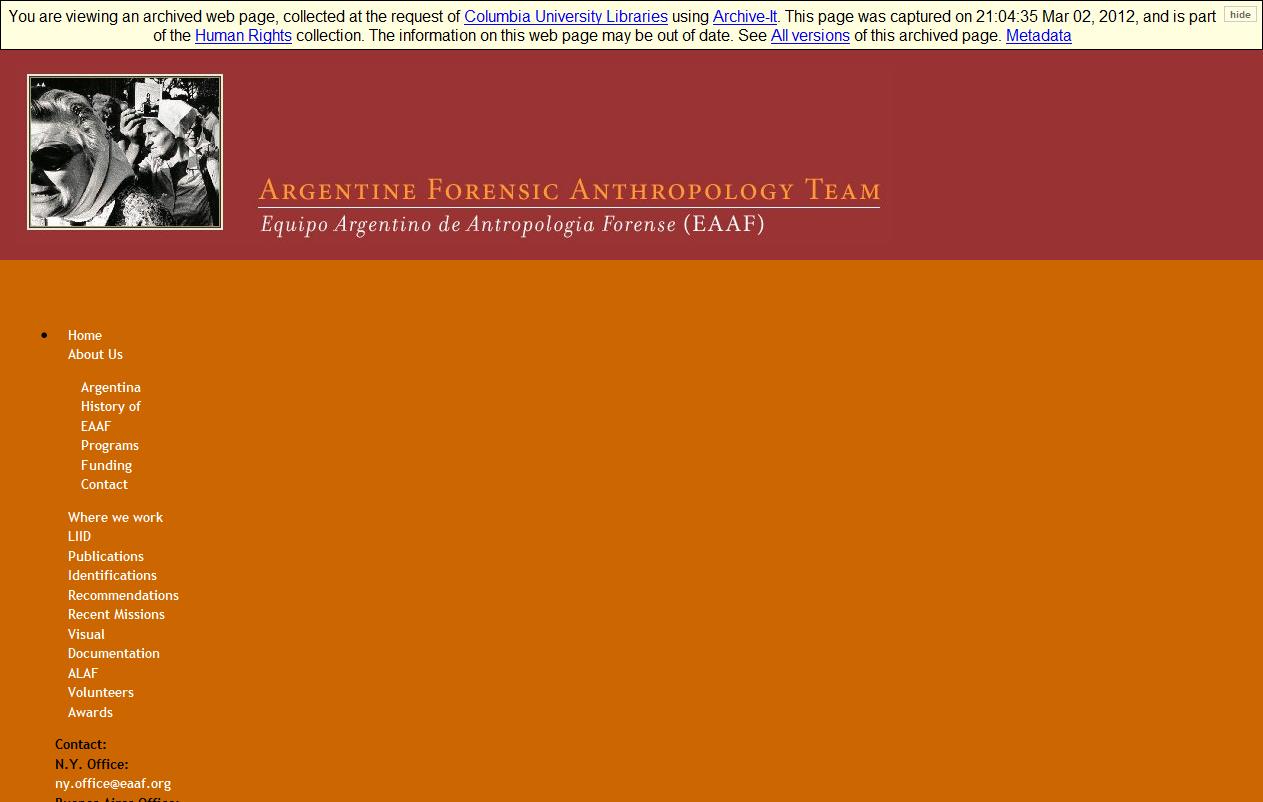 You are viewing an archived web page, collected at the request of Columbia University Libraries using Archive-It. This page was captured on 21:04:35 Mar 02, 2012, and is part
of the Human Rights collection. The information on this web page may be out of date. See All versions of this archived page. Metadata
hide
Argentine Forensic Anthropology Team
Equipo Argentino de Antropologia Forense (EAAF)
Home
About Us
Argentina
History of
EAAF
Programs
Funding
Contact
Where we work
LIID
Publications
Identifications
Recommendations
Recent Missions
Visual
Documentation
ALAF
Volunteers
Awards
Contact:
N.Y. Office:
ny.office@eaaf.org
Buenos Aires Office: